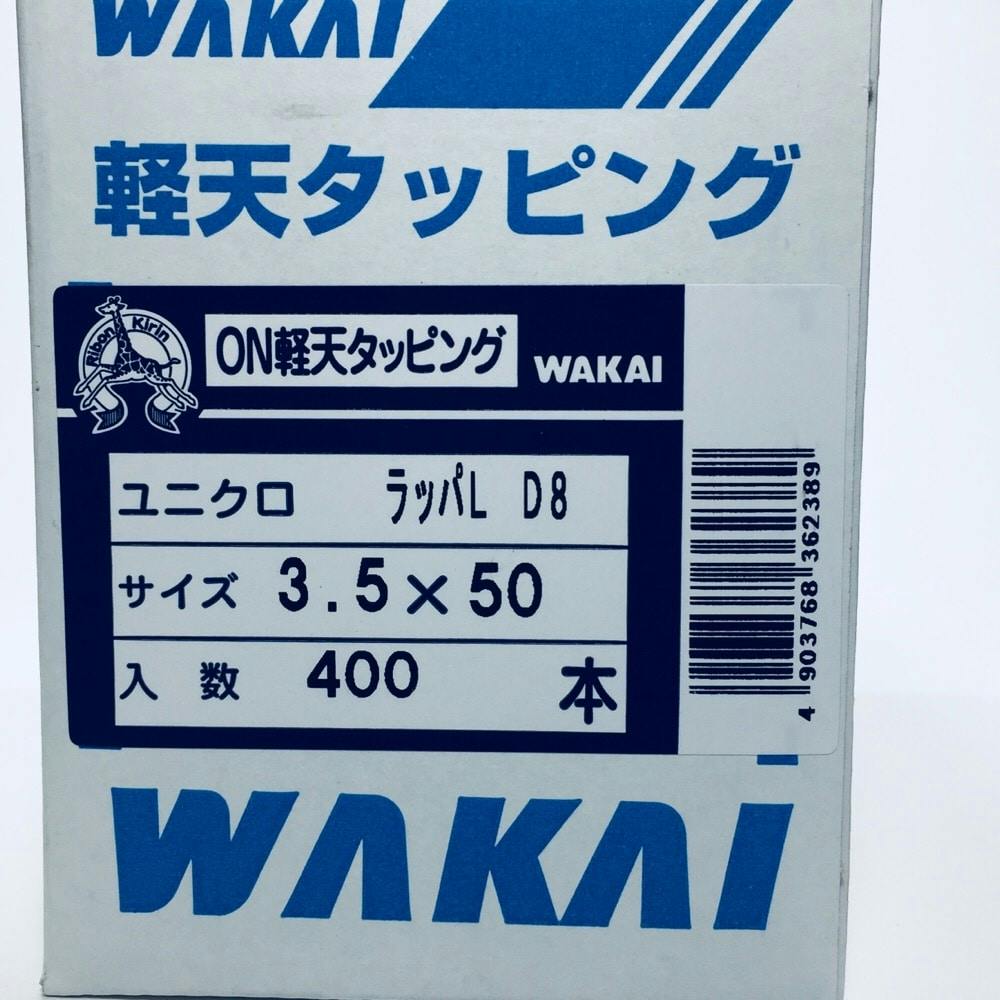 WAKAI
軽天タッピング
Ribon Kirin
ON軽天タッピング
WAKAI
ユニクロ ラッパL D8
サイズ 3.5×50
入数 400 本
4 903768 362389
WAKAI